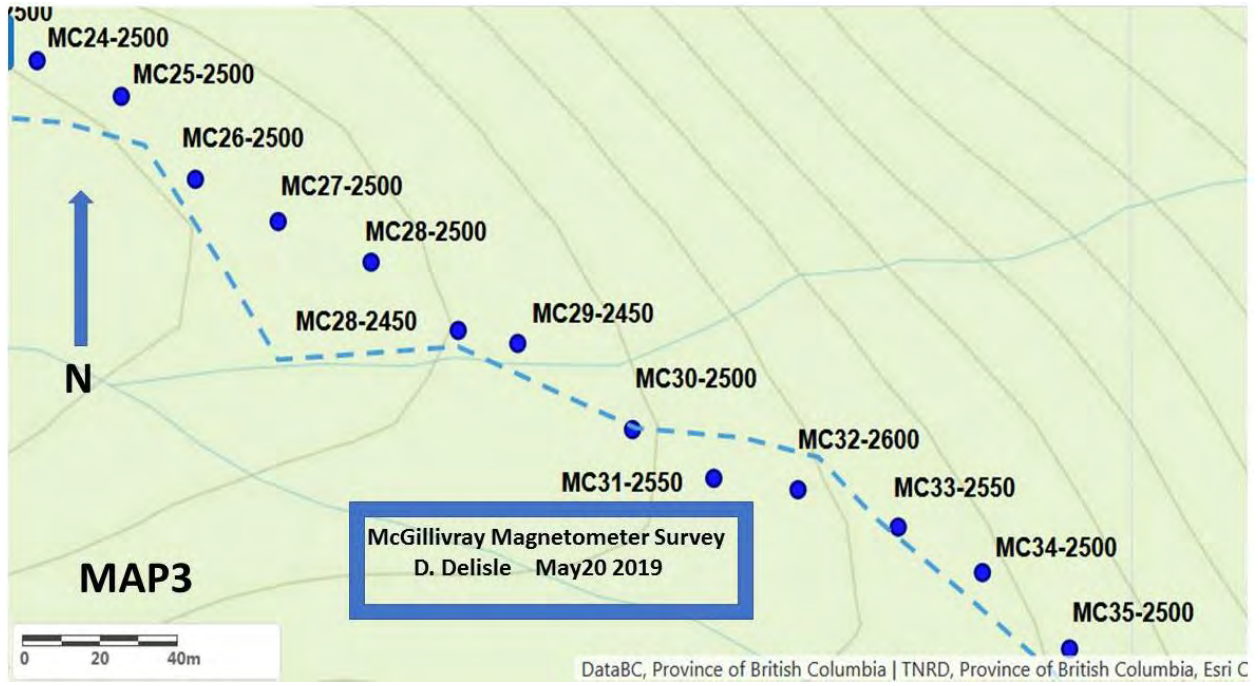 2500
MC24-2500
MC25-2500
MC26-2500
MC27-2500
MC28-2500
MC28-2450
MC29-2450
N
MC30-2500
MC32-2600
MC31-2550
MC33-2550
McGillivray Magnetometer Survey
D. Delisle May20 2019
MC34-2500
MAP3
MC35-2500
0 20 40m
DataBC, Province of British Columbia | TNRD, Province of British Columbia, Esri C